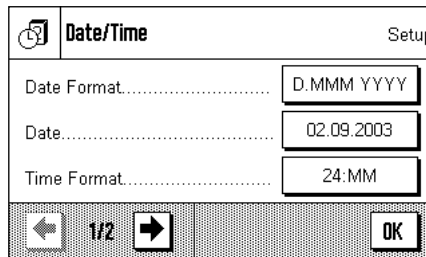 Date/Time Setup
Date Format........................... D.MMM YYYY
Date...................................... 02.09.2003
Time Format........................... 24:MM
1/2 OK